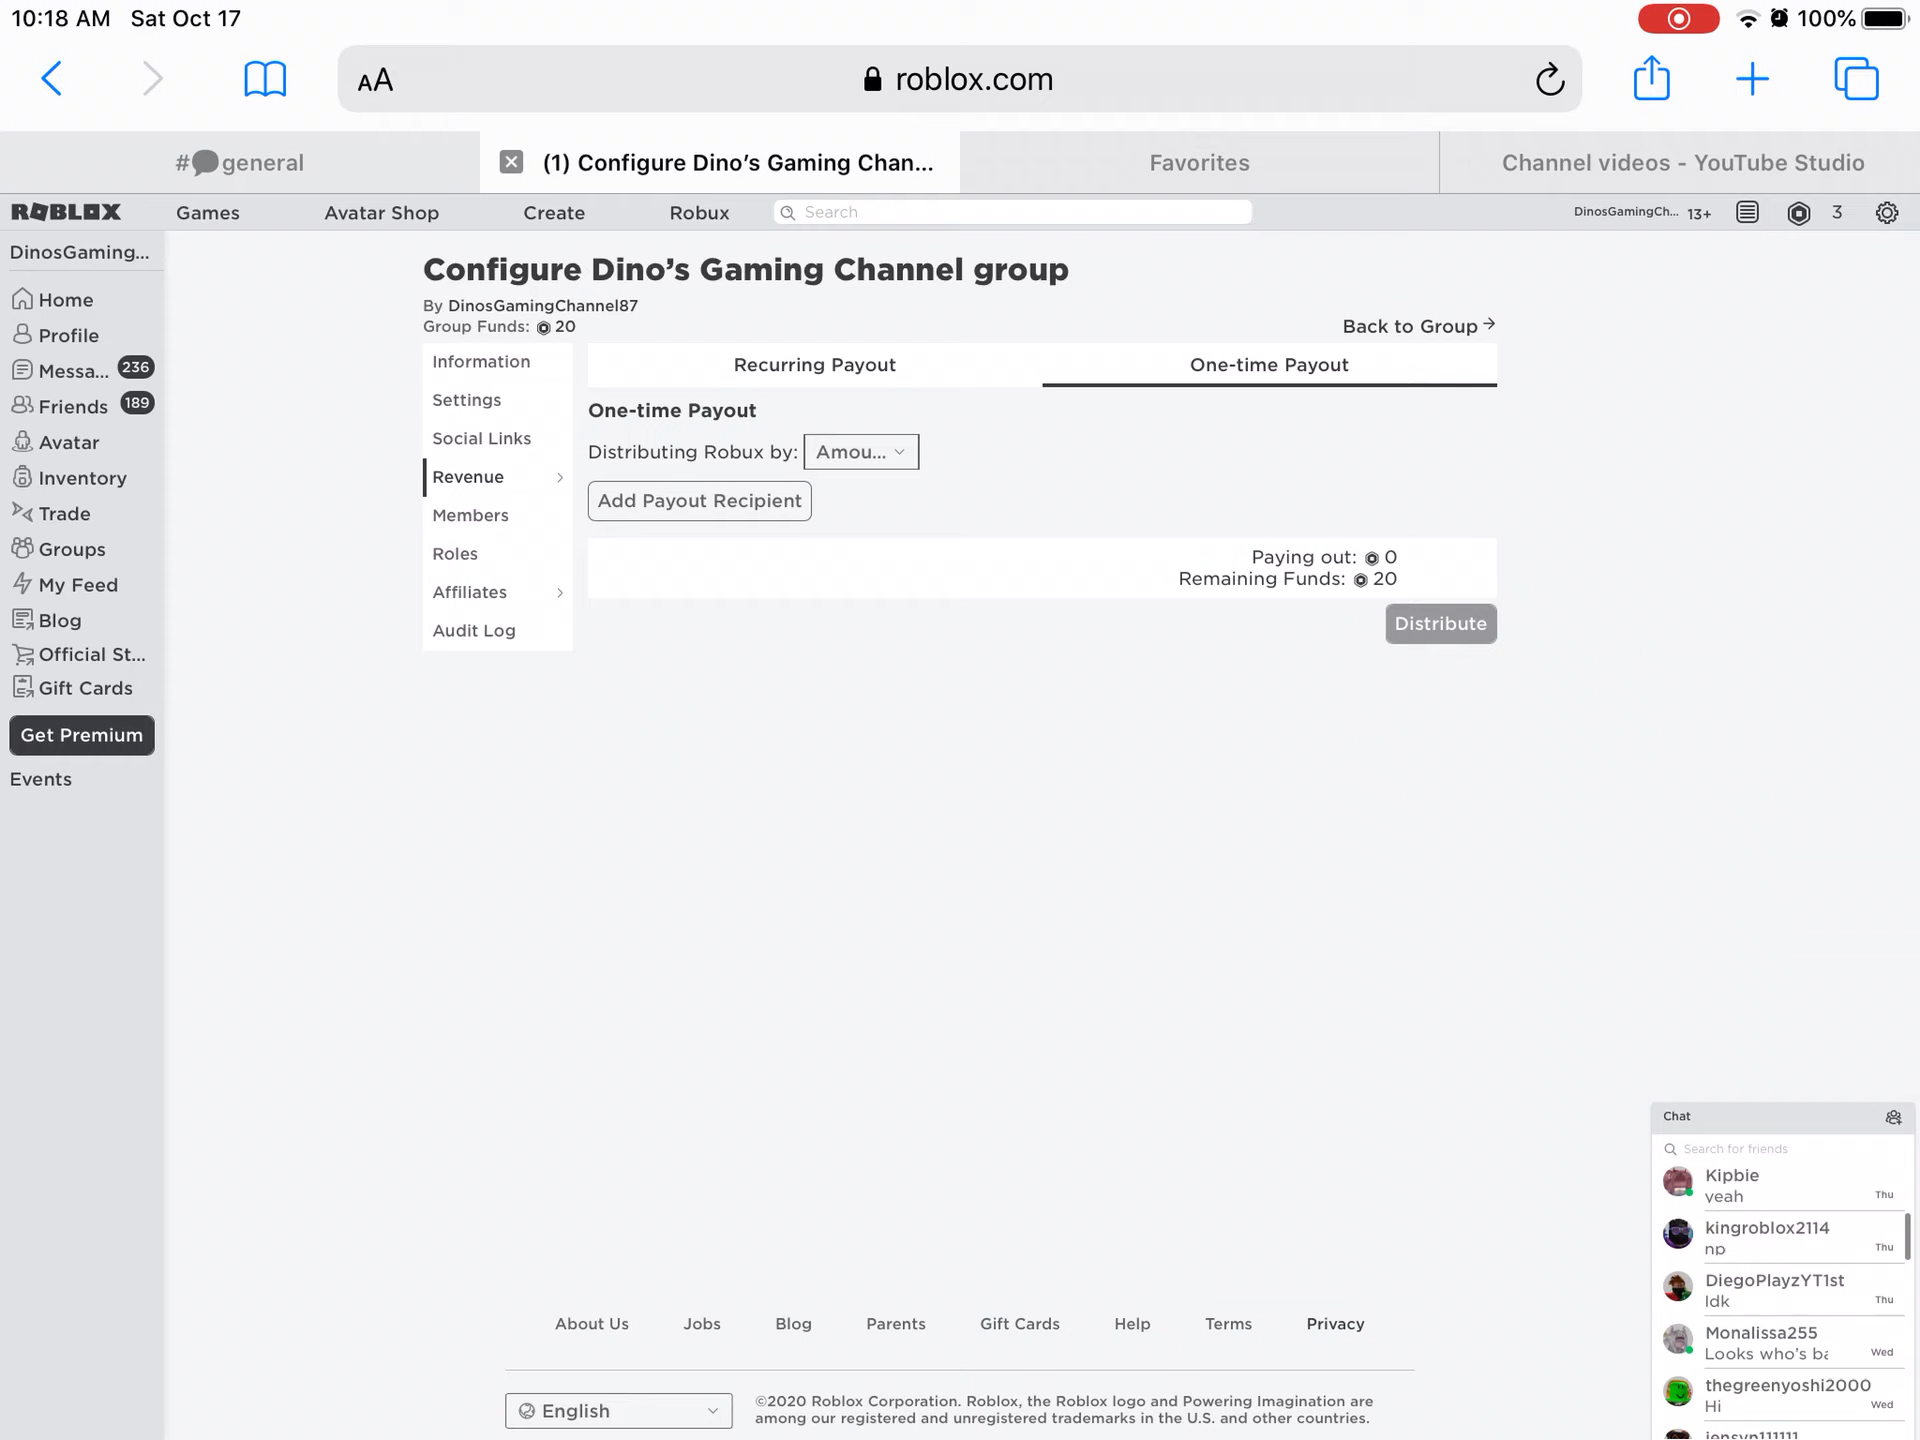 10:18 AM Sat Oct 17
100%
AA
roblox.com
#general
(1) Configure Dino's Gaming Chan...
Favorites
Channel videos - YouTube Studio
ROBLOX
Games
Avatar Shop
Create
Robux
Search
DinosGamingCh... 13+
3
DinosGaming...
Home
Profile
Messa... 236
Friends 189
Avatar
Inventory
Trade
Groups
My Feed
Blog
Official St...
Gift Cards
Get Premium
Events
Configure Dino's Gaming Channel group
By DinosGamingChannel87
Group Funds: 20
Back to Group
Information
Settings
Social Links
Revenue
Members
Roles
Affiliates
Audit Log
Recurring Payout
One-time Payout
One-time Payout
Distributing Robux by: Amou...
Add Payout Recipient
Paying out: 0
Remaining Funds: 20
Distribute
Chat
Search for friends
Kipbie
yeah
Thu
kingroblox2114
np
Thu
DiegoPlayzYT1st
Idk
Thu
Monalissa255
Looks who's ba
Wed
thegreenyoshi2000
Hi
Wed
jensyn111111
About Us
Jobs
Blog
Parents
Gift Cards
Help
Terms
Privacy
English
©2020 Roblox Corporation. Roblox, the Roblox logo and Powering Imagination are
among our registered and unregistered trademarks in the U.S. and other countries.